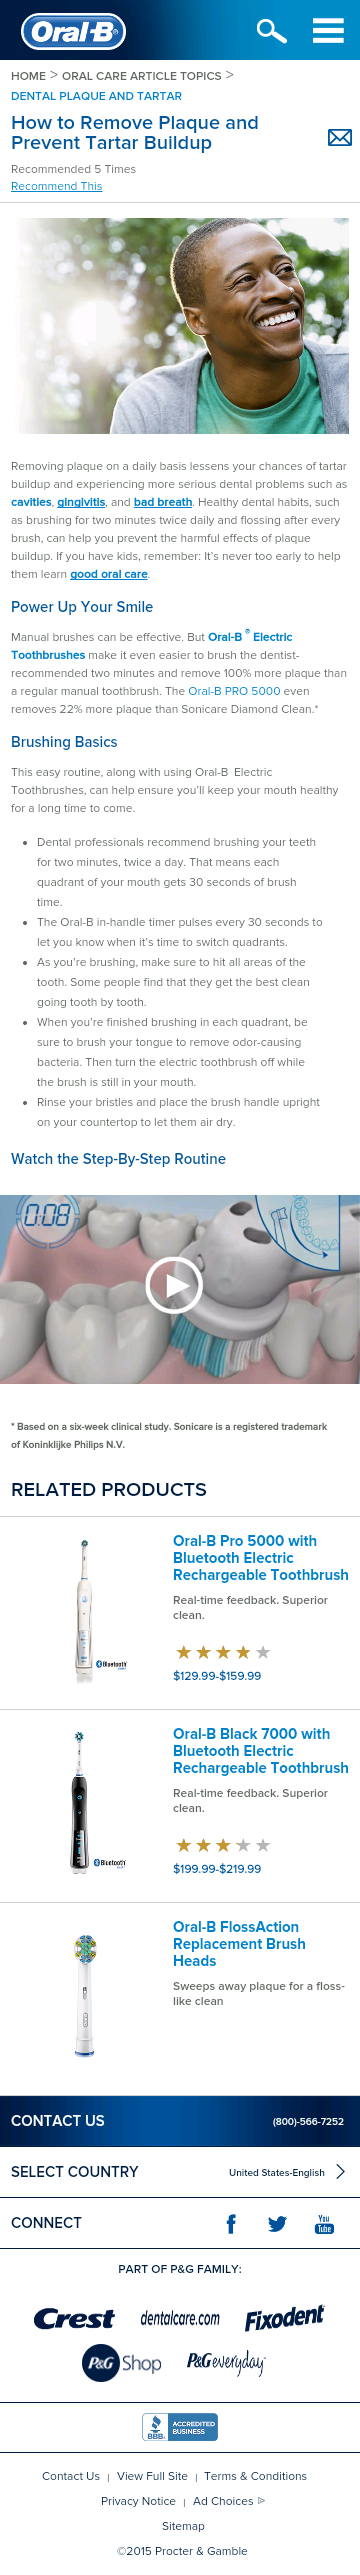 Oral-B®
HOME > ORAL CARE ARTICLE TOPICS >
DENTAL PLAQUE AND TARTAR
How to Remove Plaque and
Prevent Tartar Buildup
Recommended 5 Times
Recommend This
Removing plaque on a daily basis lessens your chances of tartar
buildup and experiencing more serious dental problems such as
cavities, gingivitis, and bad breath. Healthy dental habits, such
as brushing for two minutes twice daily and flossing after every
brush, can help you prevent the harmful effects of plaque
buildup. If you have kids, remember: It's never too early to help
them learn good oral care.
Power Up Your Smile
Manual brushes can be effective. But Oral-B ® Electric
Toothbrushes make it even easier to brush the dentist-
recommended two minutes and remove 100% more plaque than
a regular manual toothbrush. The Oral-B PRO 5000 even
removes 22% more plaque than Sonicare Diamond Clean.*
Brushing Basics
This easy routine, along with using Oral-B Electric
Toothbrushes, can help ensure you'll keep your mouth healthy
for a long time to come.
• Dental professionals recommend brushing your teeth
for two minutes, twice a day. That means each
quadrant of your mouth gets 30 seconds of brush
time.
• The Oral-B in-handle timer pulses every 30 seconds to
let you know when it's time to switch quadrants.
• As you're brushing, make sure to hit all areas of the
tooth. Some people find that they get the best clean
going tooth by tooth.
• When you're finished brushing in each quadrant, be
sure to brush your tongue to remove odor-causing
bacteria. Then turn the electric toothbrush off while
the brush is still in your mouth.
• Rinse your bristles and place the brush handle upright
on your countertop to let them air dry.
Watch the Step-By-Step Routine
0:08
* Based on a six-week clinical study. Sonicare is a registered trademark
of Koninklijke Philips N.V.
RELATED PRODUCTS
Oral-B Pro 5000 with
Bluetooth Electric
Rechargeable Toothbrush
Real-time feedback. Superior
clean.
Bluetooth
$129.99-$159.99
Oral-B Black 7000 with
Bluetooth Electric
Rechargeable Toothbrush
Real-time feedback. Superior
clean.
Bluetooth
$199.99-$219.99
Oral-B FlossAction
Replacement Brush
Heads
Sweeps away plaque for a floss-
like clean
CONTACT US (800)-566-7252
SELECT COUNTRY United States-English
CONNECT You Tube
PART OF P&G FAMILY:
Crest dentalcare.com Fixodent
P&G Shop P&G everyday
BBB. ACCREDITED
BUSINESS
Contact Us | View Full Site | Terms & Conditions
Privacy Notice | Ad Choices
Sitemap
©2015 Procter & Gamble